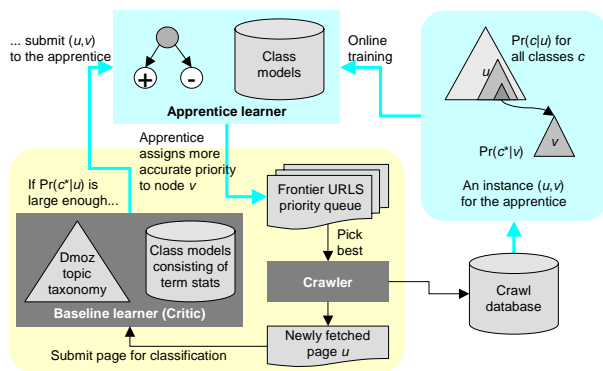 ... submit (u,v)
to the apprentice
+
-
Class
models
Apprentice learner
Online
training
Pr(c|u) for
all classes c
u
v
Pr(c*|v)
An instance (u,v)
for the apprentice
Apprentice
assigns more
accurate priority
to node v
If Pr(c*|u) is
large enough...
Frontier URLS
priority queue
Pick
best
Dmoz
topic
taxonomy
Class models
consisting of
term stats
Baseline learner (Critic)
Crawler
Crawl
database
Newly fetched
page u
Submit page for classification